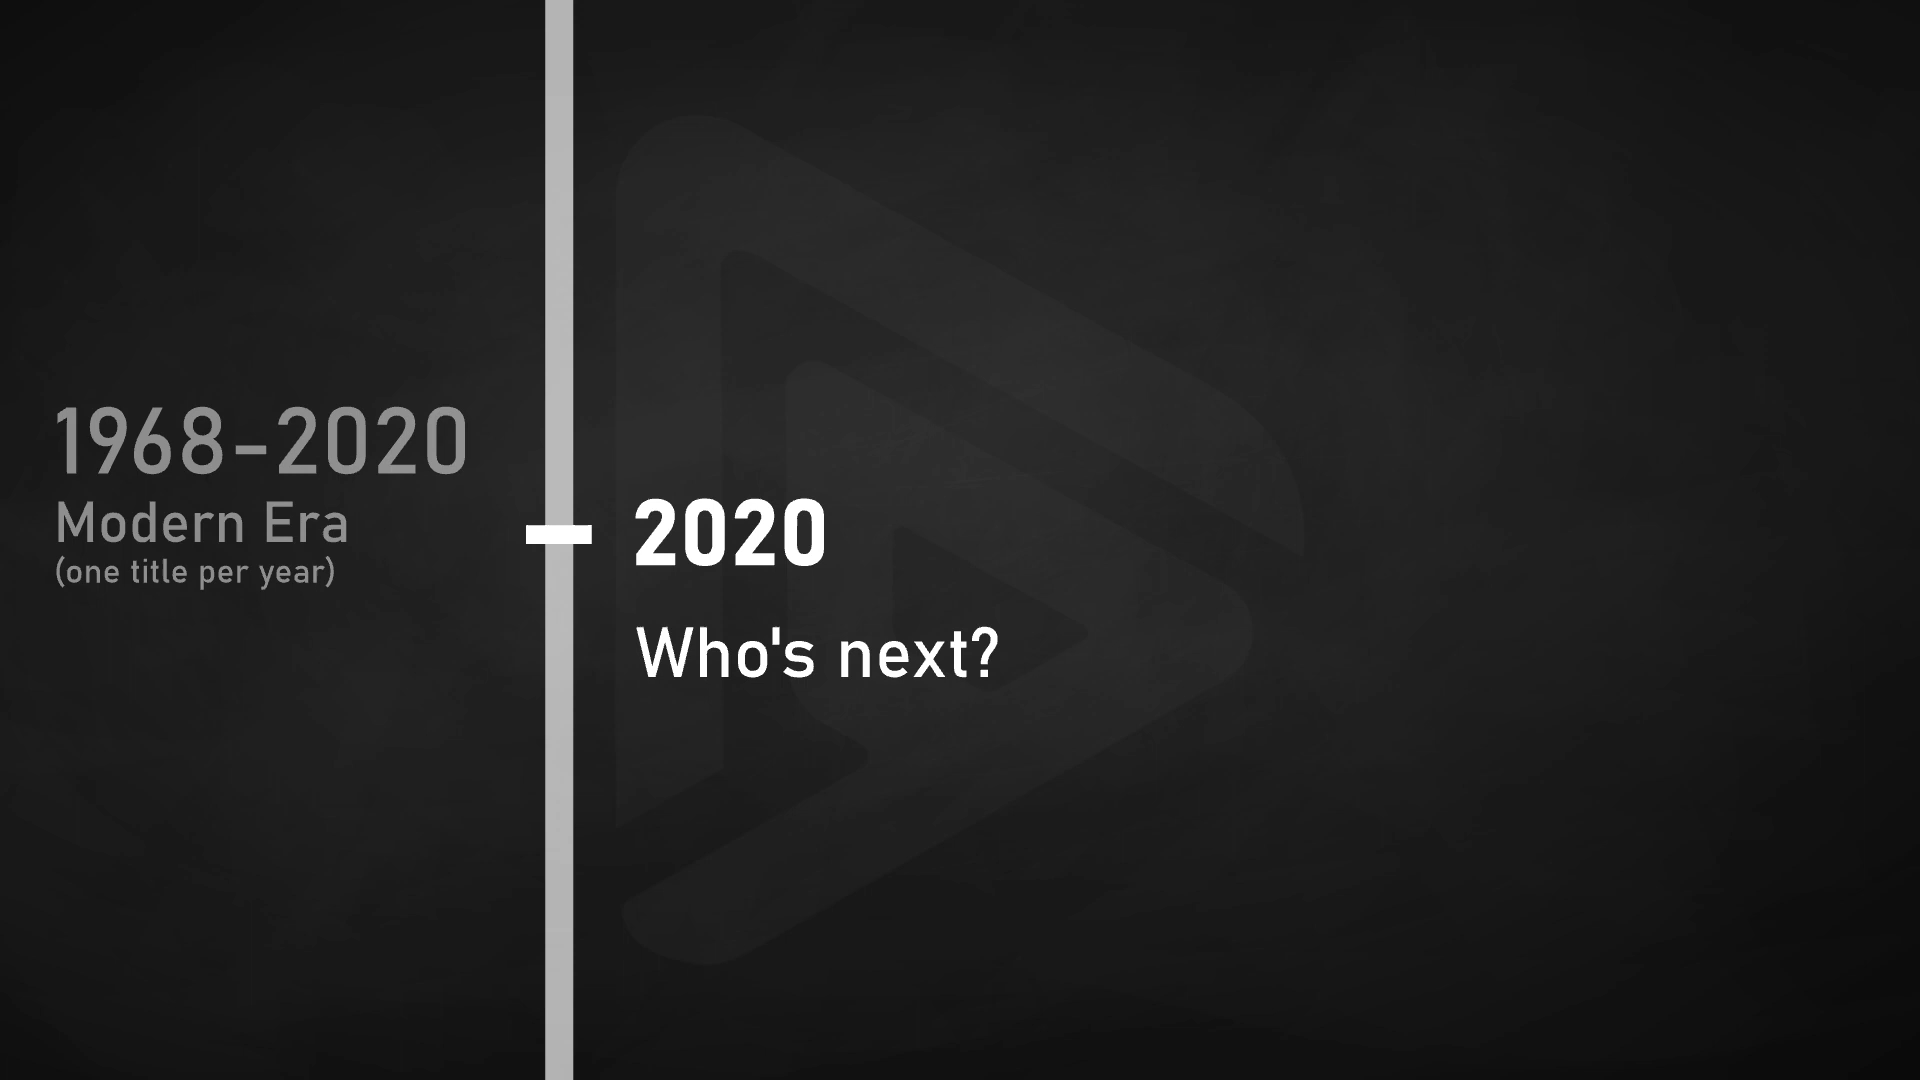 1968-2020
Modern Era
(one title per year)
2020
Who's next?